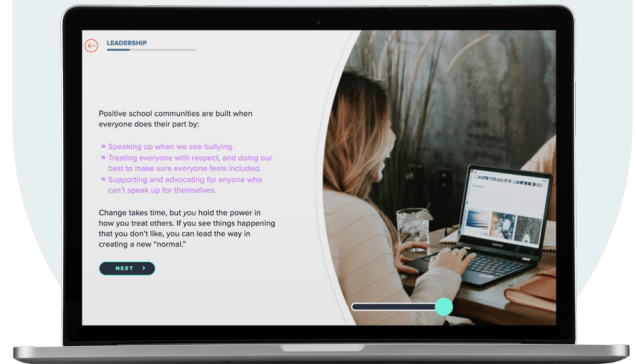 LEADERSHIP
Positive school communities are built when
everyone does their part by:
Speaking up when we see bullying.
Treating everyone with respect, and doing our
best to make sure everyone feels included.
Supporting and advocating for anyone who
can't speak up for themselves.
Change takes time, but you hold the power in
how you treat others. If you see things happening
that you don't like, you can lead the way in
creating a new "normal."
NEXT >